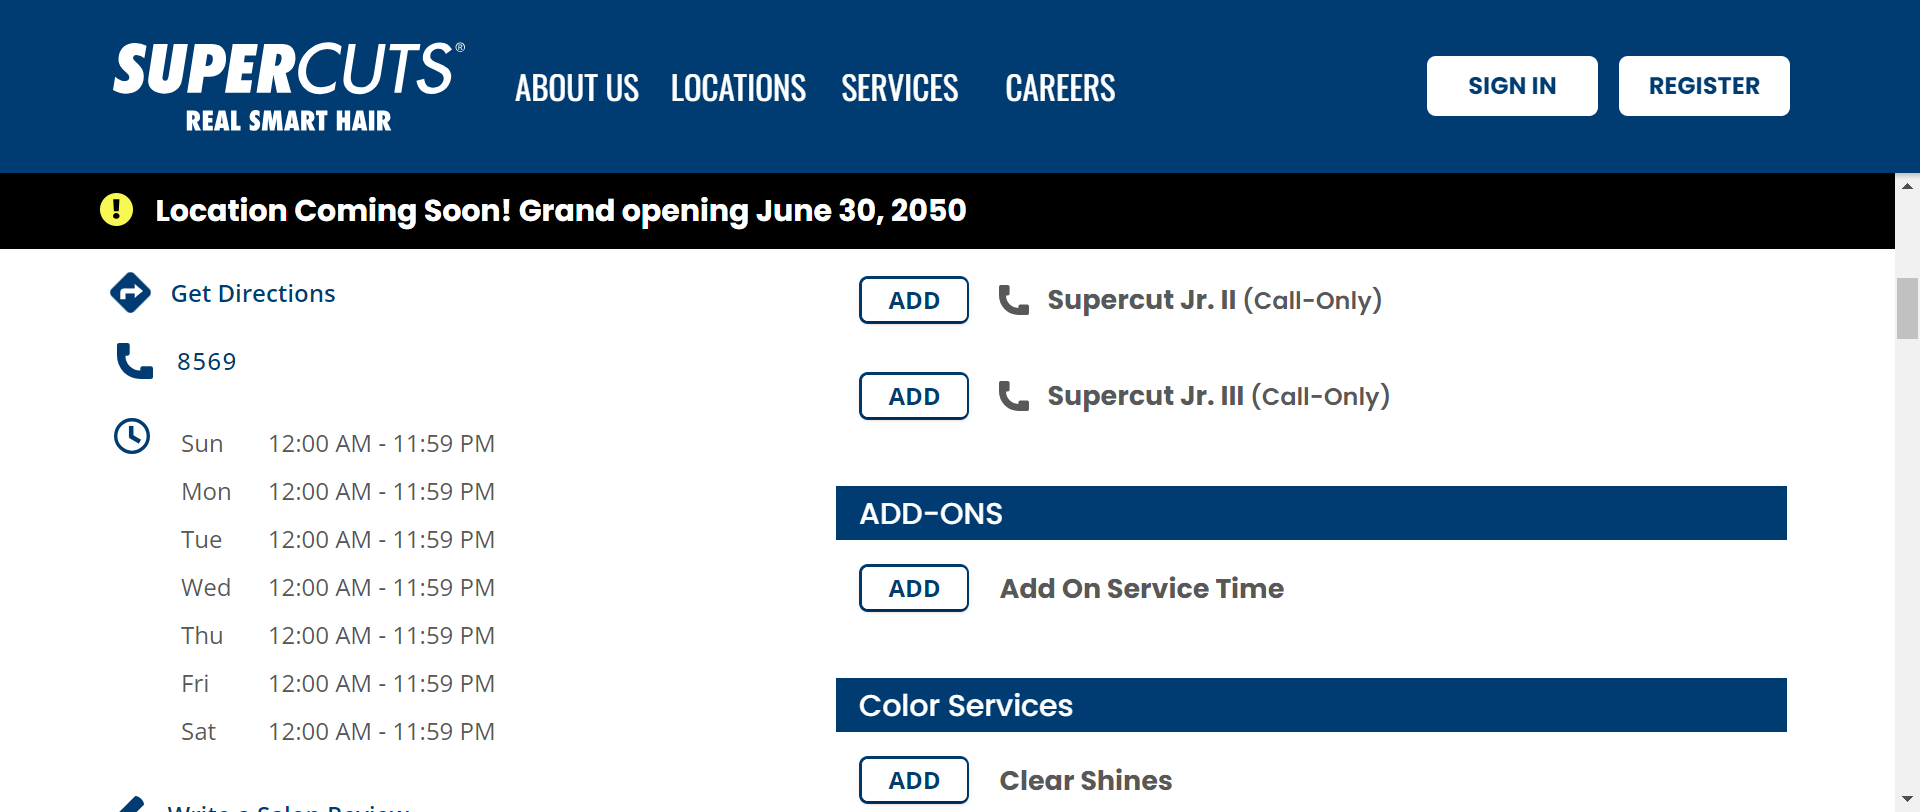 SUPERCUTS®
REAL SMART HAIR
ABOUT US LOCATIONS SERVICES CAREERS
SIGN IN REGISTER
Location Coming Soon! Grand opening June 30, 2050
Get Directions
8569
Sun 12:00 AM - 11:59 PM
Mon 12:00 AM - 11:59 PM
Tue 12:00 AM - 11:59 PM
Wed 12:00 AM - 11:59 PM
Thu 12:00 AM - 11:59 PM
Fri 12:00 AM - 11:59 PM
Sat 12:00 AM - 11:59 PM
Write a Salon Review
ADD Supercut Jr. II (Call-Only)
ADD Supercut Jr. III (Call-Only)
ADD-ONS
ADD Add On Service Time
Color Services
ADD Clear Shines